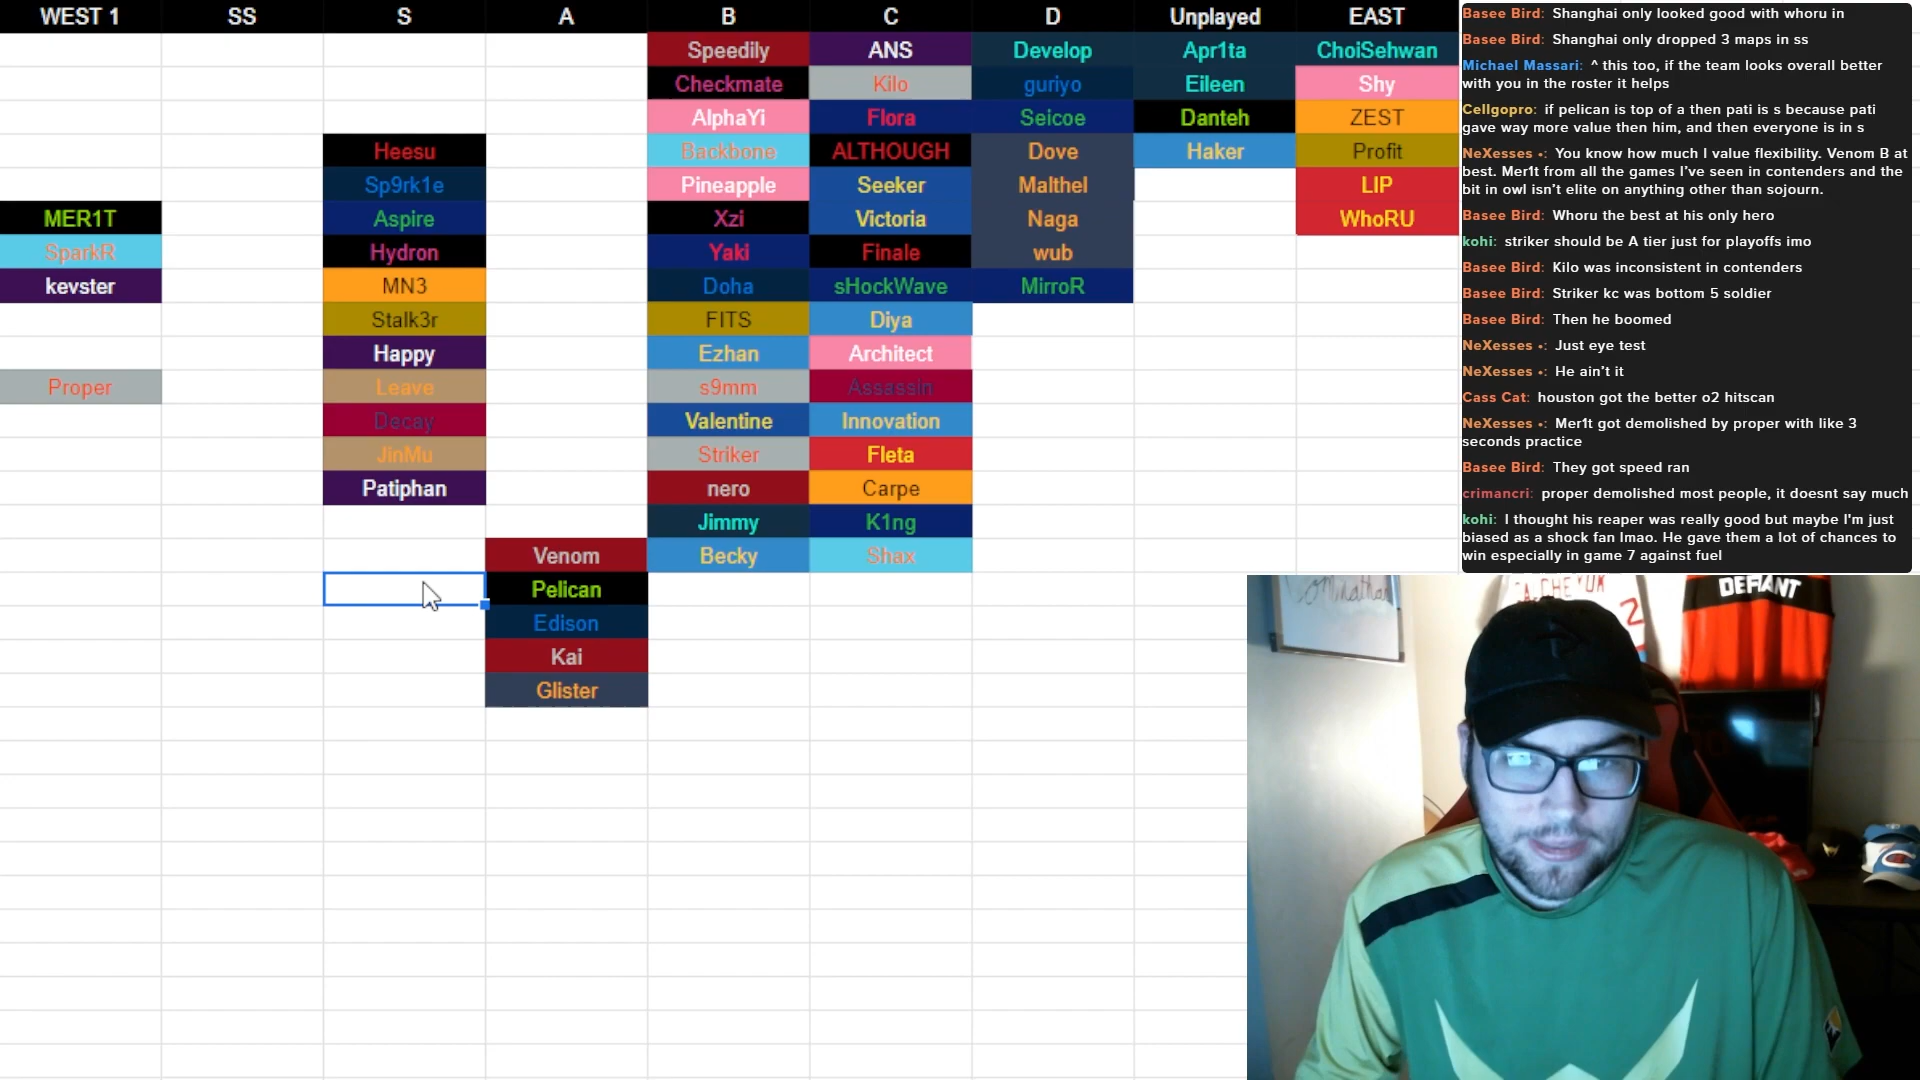 WEST 1 SS S A B C D Unplayed EAST
Speedily ANS Develop Apr1ta ChoiSehwan
Checkmate Kilo guriyo Eileen Shy
AlphaYi Flora Seicoe Danteh ZEST
Heesu Backbone ALTHOUGH Dove Haker Profit
Sp9rk1e Pineapple Seeker Malthel LIP
MER1T Aspire Xzi Victoria Naga WhoRU
SparkR Hydron Yaki Finale wub
kevster MN3 Doha sHockWave MirroR
Stalk3r FITS Diya
Happy Ezhan Architect
Proper Leave s9mm Assassin
Decay Valentine Innovation
JinMu Striker Fleta
Patiphan nero Carpe
Jimmy K1ng
Venom Becky Shax
Pelican
Edison
Kai
Glister
Basee Bird: Shanghai only looked good with whoru in
Basee Bird: Shanghai only dropped 3 maps in ss
Michael Massari: ^ this too, if the team looks overall better
with you in the roster it helps
Cellgopro: if pelican is top of a then pati is s because pati
gave way more value then him, and then everyone is in s
NeXesses •: You know how much I value flexibility. Venom B at
best. Mer1t from all the games I've seen in contenders and the
bit in owl isn't elite on anything other than sojourn.
Basee Bird: Whoru the best at his only hero
kohi: striker should be A tier just for playoffs imo
Basee Bird: Kilo was inconsistent in contenders
Basee Bird: Striker kc was bottom 5 soldier
Basee Bird: Then he boomed
NeXesses •: Just eye test
NeXesses •: He ain't it
Cass Cat: houston got the better o2 hitscan
NeXesses •: Mer1t got demolished by proper with like 3
seconds practice
Basee Bird: They got speed ran
crimancri: proper demolished most people, it doesnt say much
kohi: I thought his reaper was really good but maybe I'm just
biased as a shock fan lmao. He gave them a lot of chances to
win especially in game 7 against fuel
DEFIANT